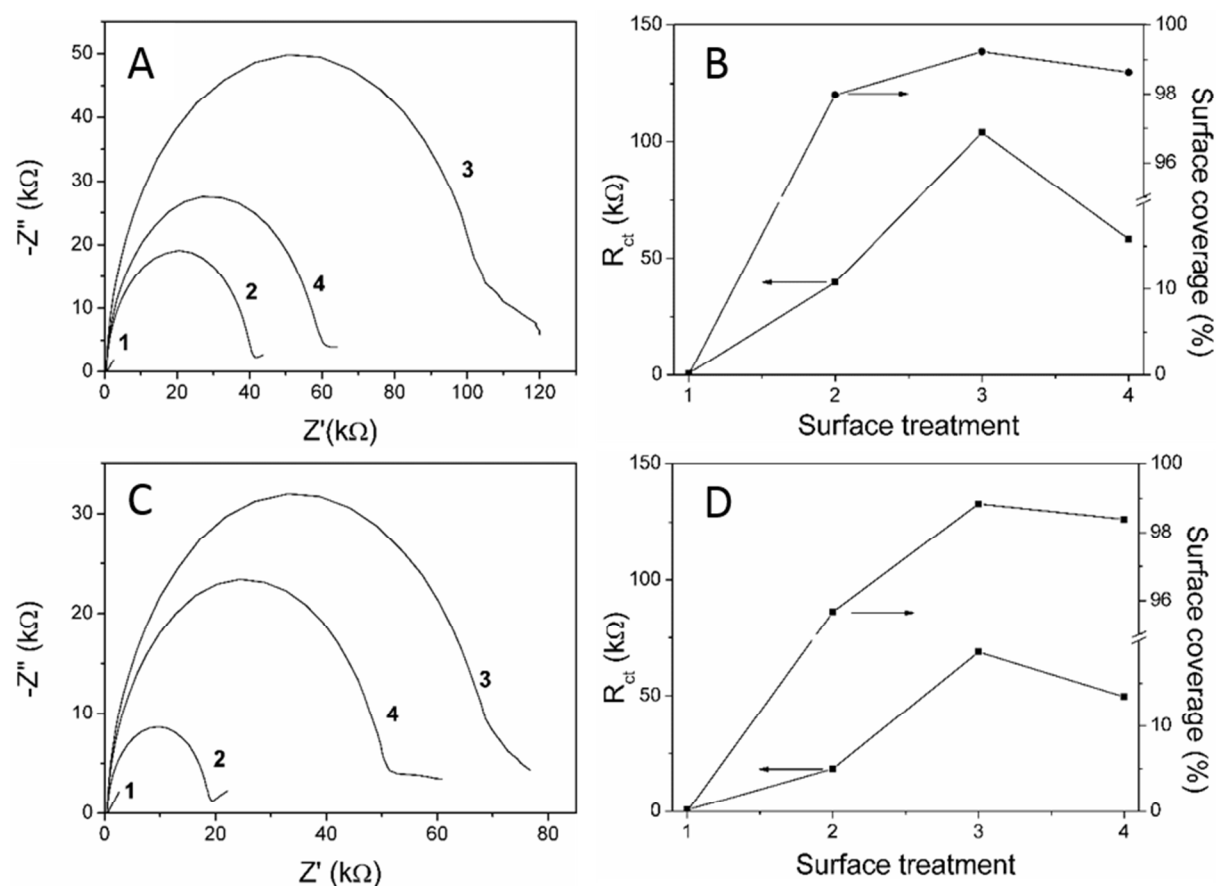 A
-Z" (kΩ)
50
40
30
20
10
0
1
2
3
4
0 20 40 60 80 100 120
Z'(kΩ)
B
R_ct (kΩ)
150
100
50
0
100
98
96
10
0
Surface coverage (%)
1 2 3 4
Surface treatment
C
-Z" (kΩ)
30
20
10
0
1
2
3
4
0 20 40 60 80
Z' (kΩ)
D
R_ct (kΩ)
150
100
50
0
100
98
96
10
0
Surface coverage (%)
1 2 3 4
Surface treatment